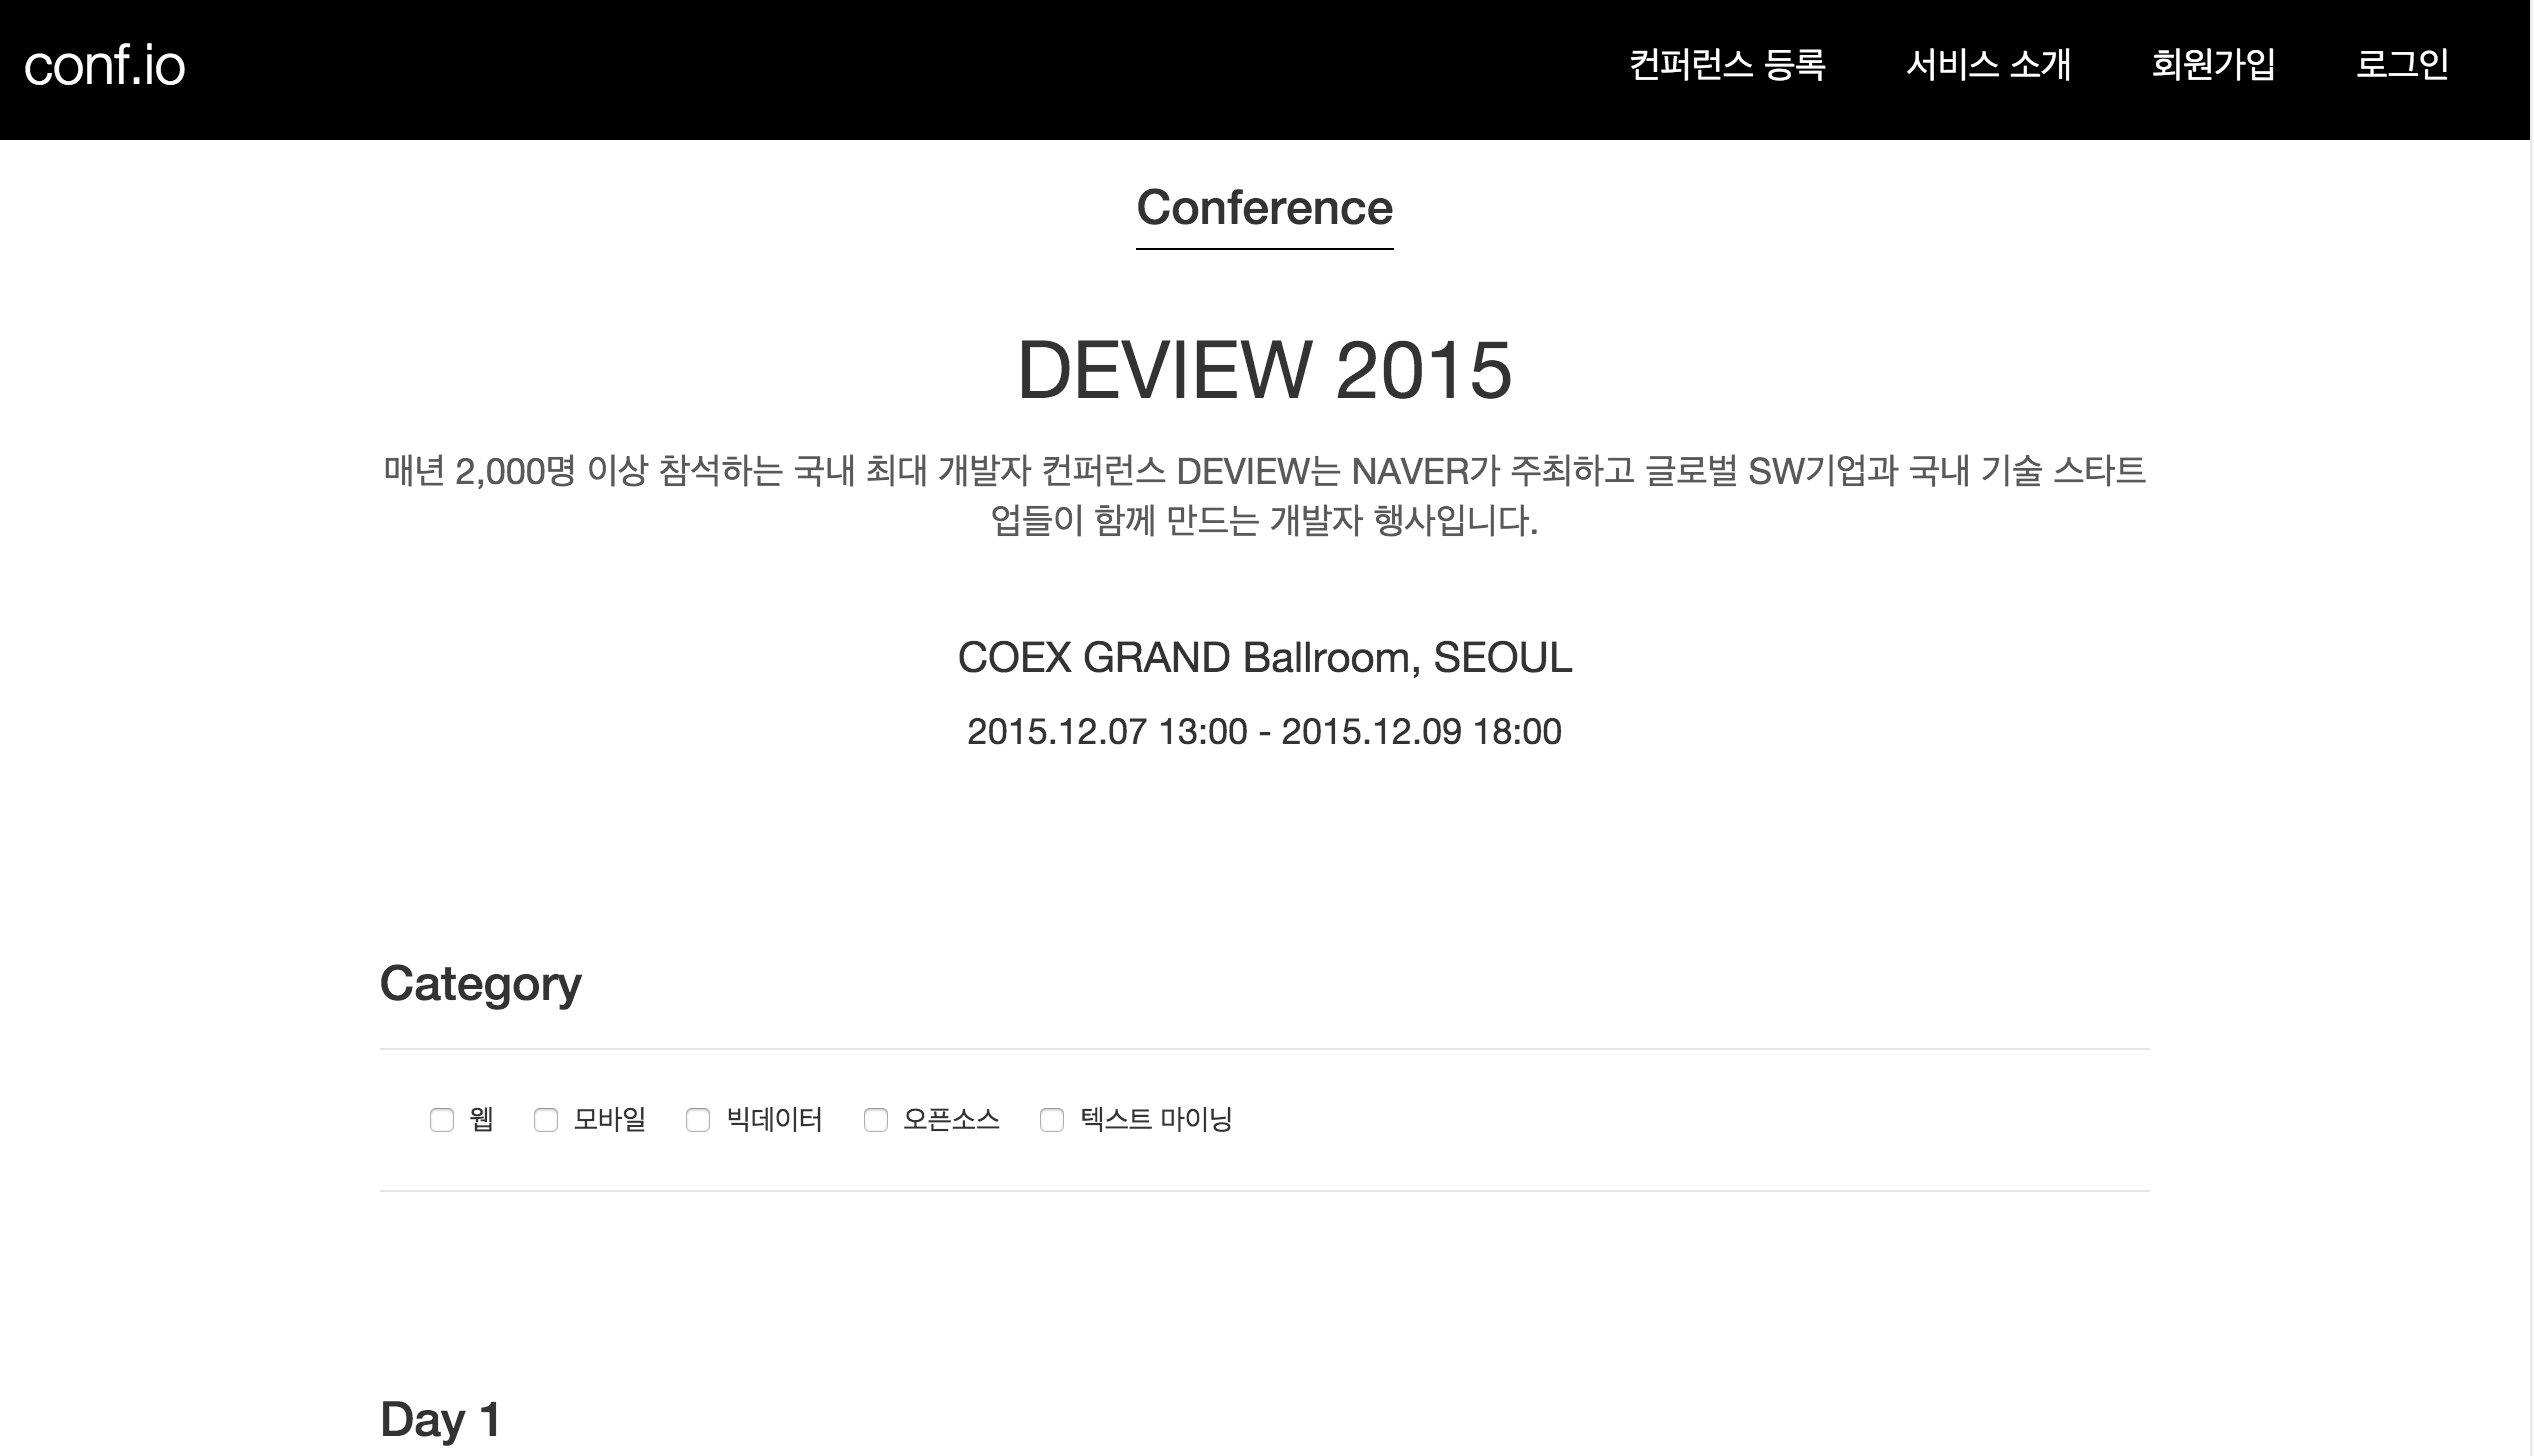 conf.io
컨퍼런스 등록
서비스 소개
회원가입
로그인
Conference
DEVIEW 2015
매년 2,000명 이상 참석하는 국내 최대 개발자 컨퍼런스 DEVIEW는 NAVER가 주최하고 글로벌 SW기업과 국내 기술 스타트
업들이 함께 만드는 개발자 행사입니다.
COEX GRAND Ballroom, SEOUL
2015.12.07 13:00 - 2015.12.09 18:00
Category
웹 모바일 빅데이터 오픈소스 텍스트 마이닝
Day 1